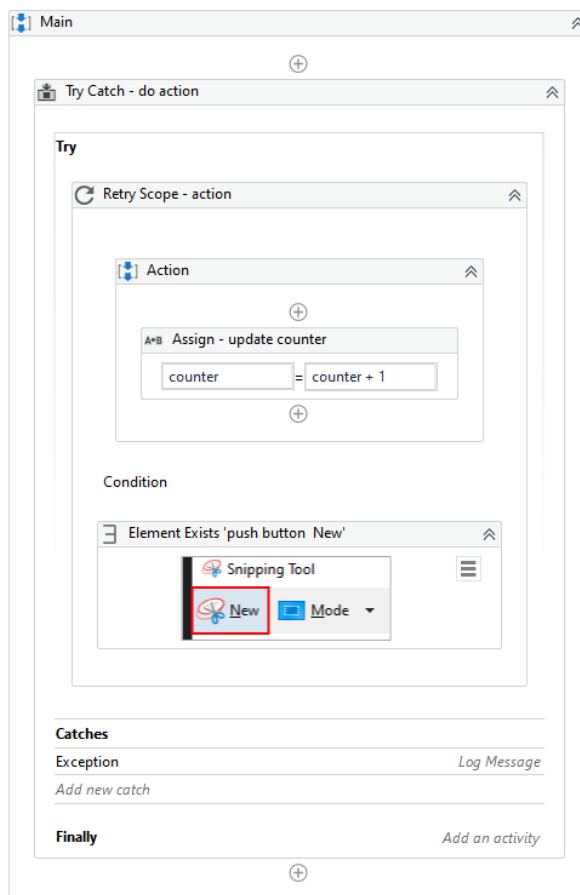 Main
Try Catch - do action
Try
Retry Scope - action
Action
A+B Assign - update counter
counter = counter + 1
Condition
Element Exists 'push button  New'
Snipping Tool
New Mode
Catches
Exception Log Message
Add new catch
Finally Add an activity